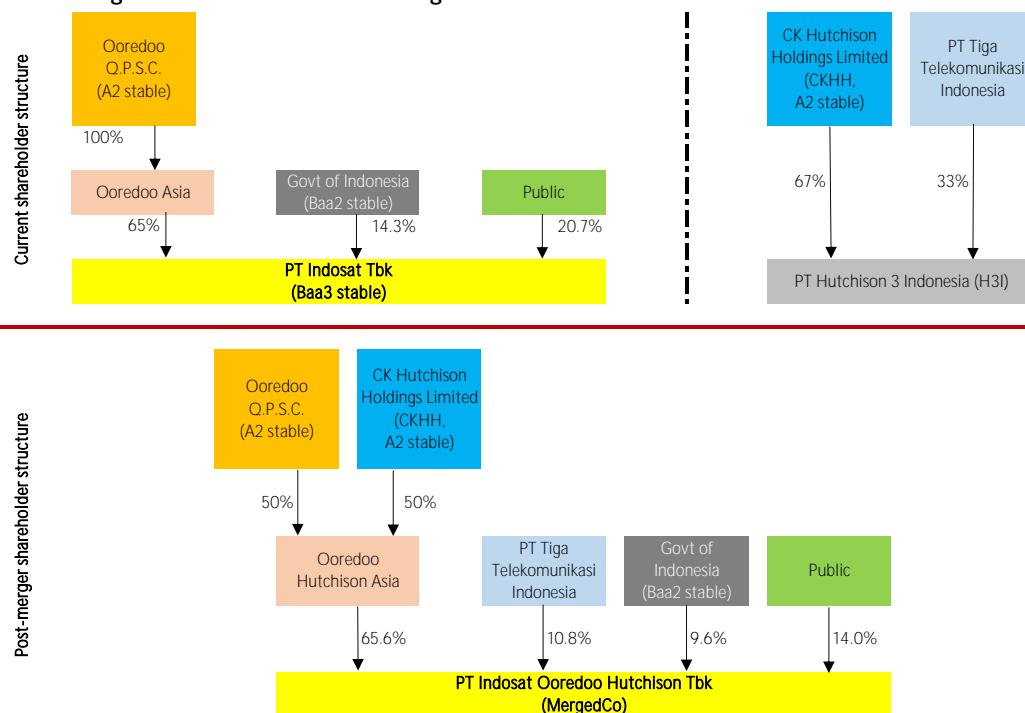 Current shareholder structure
Ooredoo
Q.P.S.C.
(A2 stable)
100%
Ooredoo Asia
65%
Govt of Indonesia
(Baa2 stable)
14.3%
Public
20.7%
PT Indosat Tbk
(Baa3 stable)
CK Hutchison
Holdings Limited
(CKHH,
A2 stable)
67%
PT Tiga
Telekomunikasi
Indonesia
33%
PT Hutchison 3 Indonesia (H3I)
Post-merger shareholder structure
Ooredoo
Q.P.S.C.
(A2 stable)
50%
CK Hutchison
Holdings Limited
(CKHH,
A2 stable)
50%
Ooredoo
Hutchison Asia
65.6%
PT Tiga
Telekomunikasi
Indonesia
10.8%
Govt of
Indonesia
(Baa2 stable)
9.6%
Public
14.0%
PT Indosat Ooredoo Hutchison Tbk
(MergedCo)